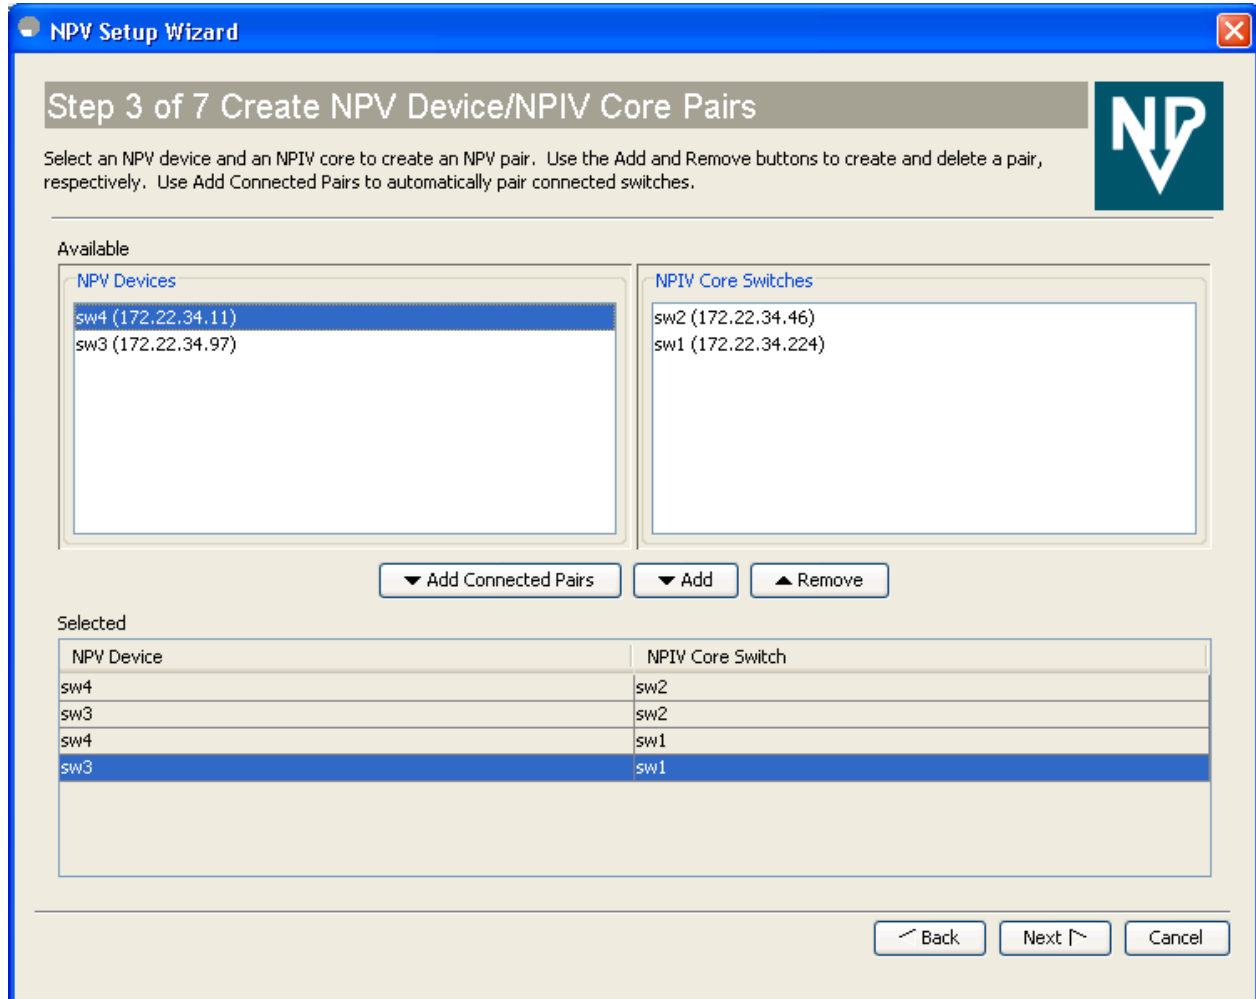 NPV Setup Wizard
Step 3 of 7 Create NPV Device/NPIV Core Pairs
NPV
Select an NPV device and an NPIV core to create an NPV pair. Use the Add and Remove buttons to create and delete a pair,
respectively. Use Add Connected Pairs to automatically pair connected switches.
Available
NPV Devices
sw4 (172.22.34.11)
sw3 (172.22.34.97)
NPIV Core Switches
sw2 (172.22.34.46)
sw1 (172.22.34.224)
Add Connected Pairs
Add
Remove
Selected
NPV Device NPIV Core Switch
sw4 sw2
sw3 sw2
sw4 sw1
sw3 sw1
Back
Next
Cancel